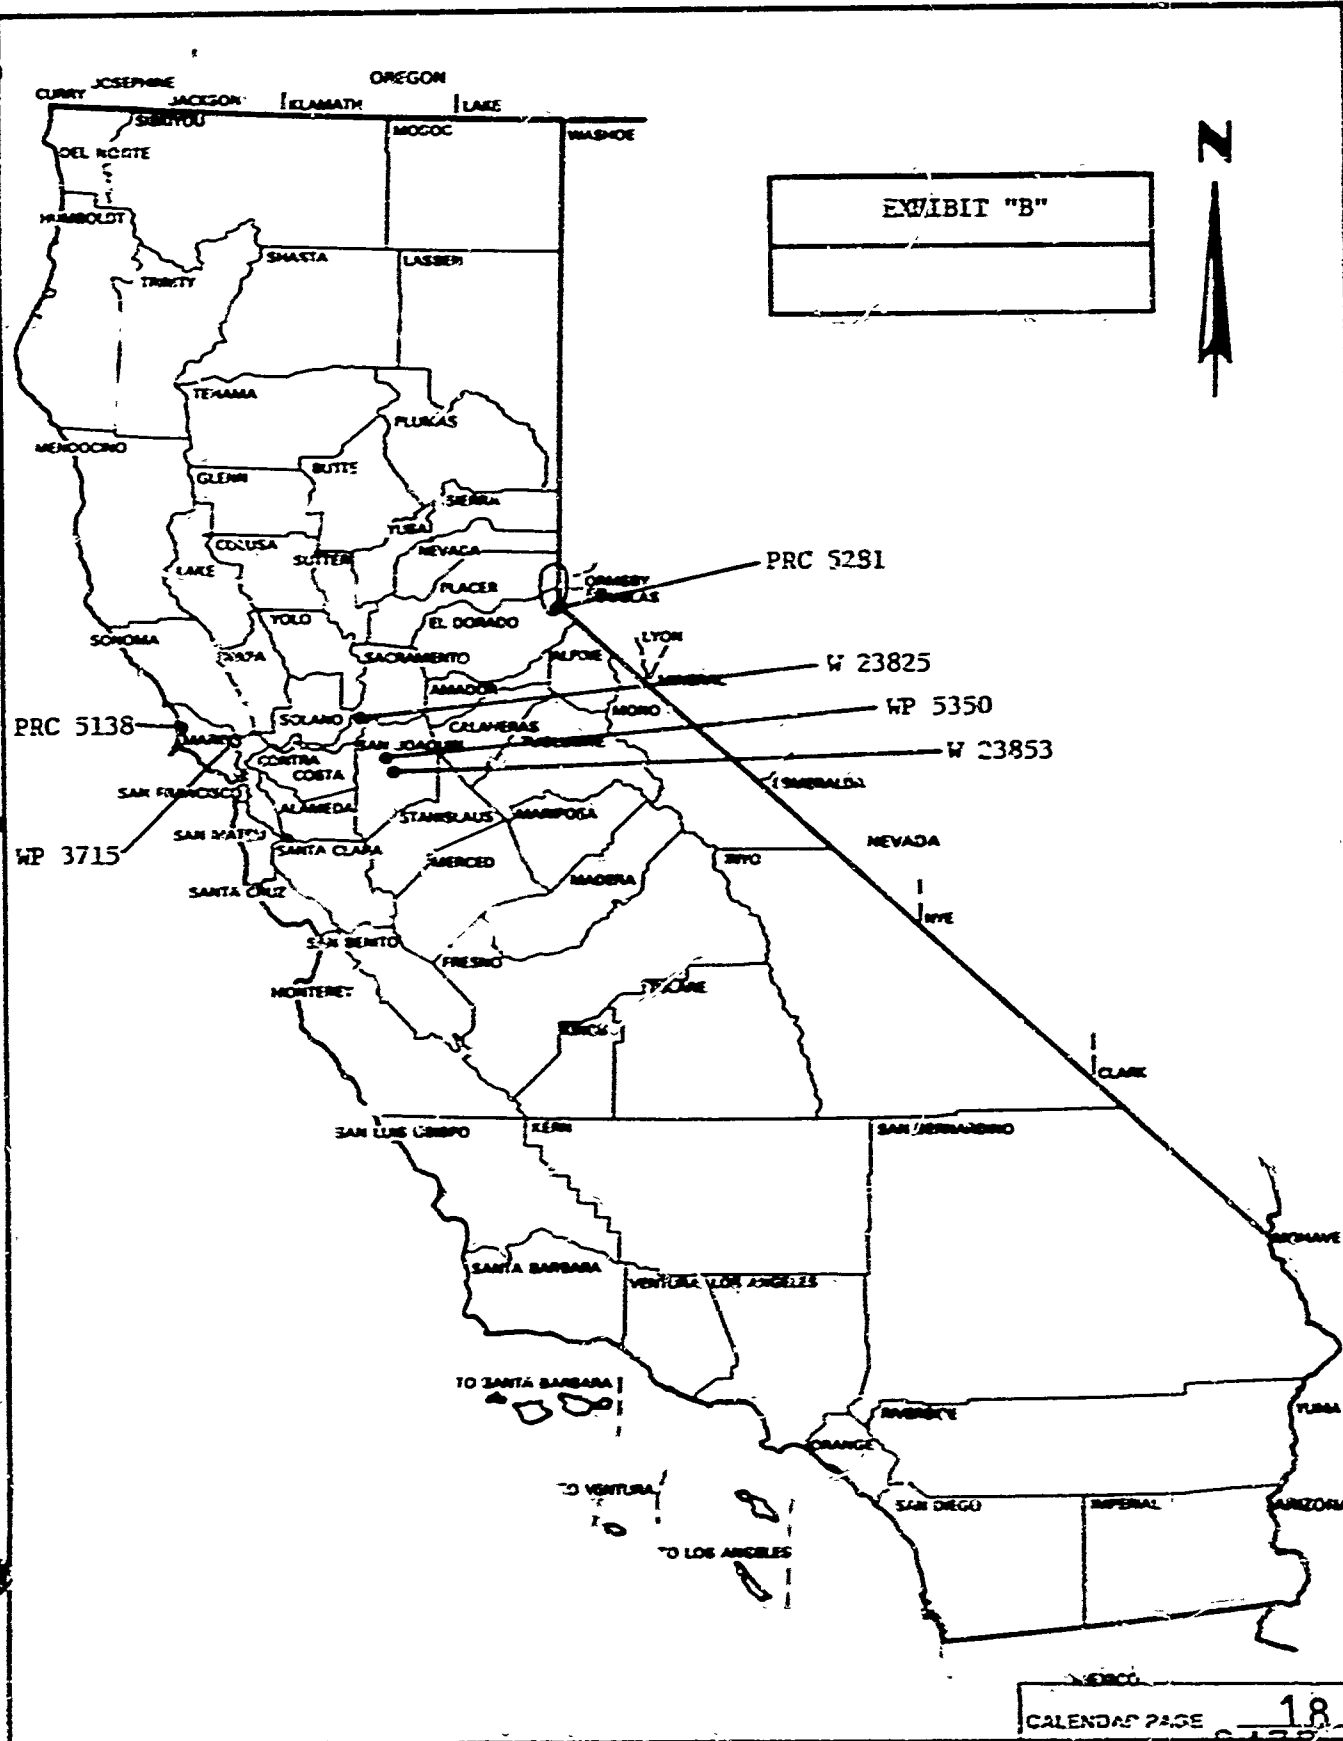 OREGON
CURRY JOSEPHINE JACKSON KLAMATH LAKE
SISKIYOU MODOC WASHOE
DEL NORTE
EXHIBIT "B"
N
HUMBOLDT
SHASTA LASSEN
TRINITY
TEHAMA
PLUMAS
MENDOCINO
GLENN BUTTE
SIERRA
YUBA
COLUSA SUTTER NEVADA
LAKE PLACER
PRC 5281
ORMSBY
DOUGLAS
YOLO EL DORADO
SONOMA
LYON
NAPA SACRAMENTO ALPINE
W 23825
MINERAL
AMADOR
WP 5350
MONO
SOLANO
PRC 5138
CALAVERAS
MARIN
SAN JOAQUIN TUOLUMNE
W 23853
CONTRA
COSTA
ESMERALDA
SAN FRANCISCO
ALAMEDA
STANISLAUS MARIPOSA
SAN MATEO
NEVADA
WP 3715
SANTA CLARA
MERCED
INYO
MADERA
SANTA CRUZ
NYE
SAN BENITO
FRESNO
MONTEREY
TULARE
KINGS
CLARK
SAN LUIS OBISPO KERN SAN BERNARDINO
MOHAVE
SANTA BARBARA
VENTURA LOS ANGELES
TO SANTA BARBARA
RIVERSIDE
YUMA
ORANGE
TO VENTURA
SAN DIEGO IMPERIAL ARIZONA
TO LOS ANGELES
MEXICO
CALENDAR PAGE 18